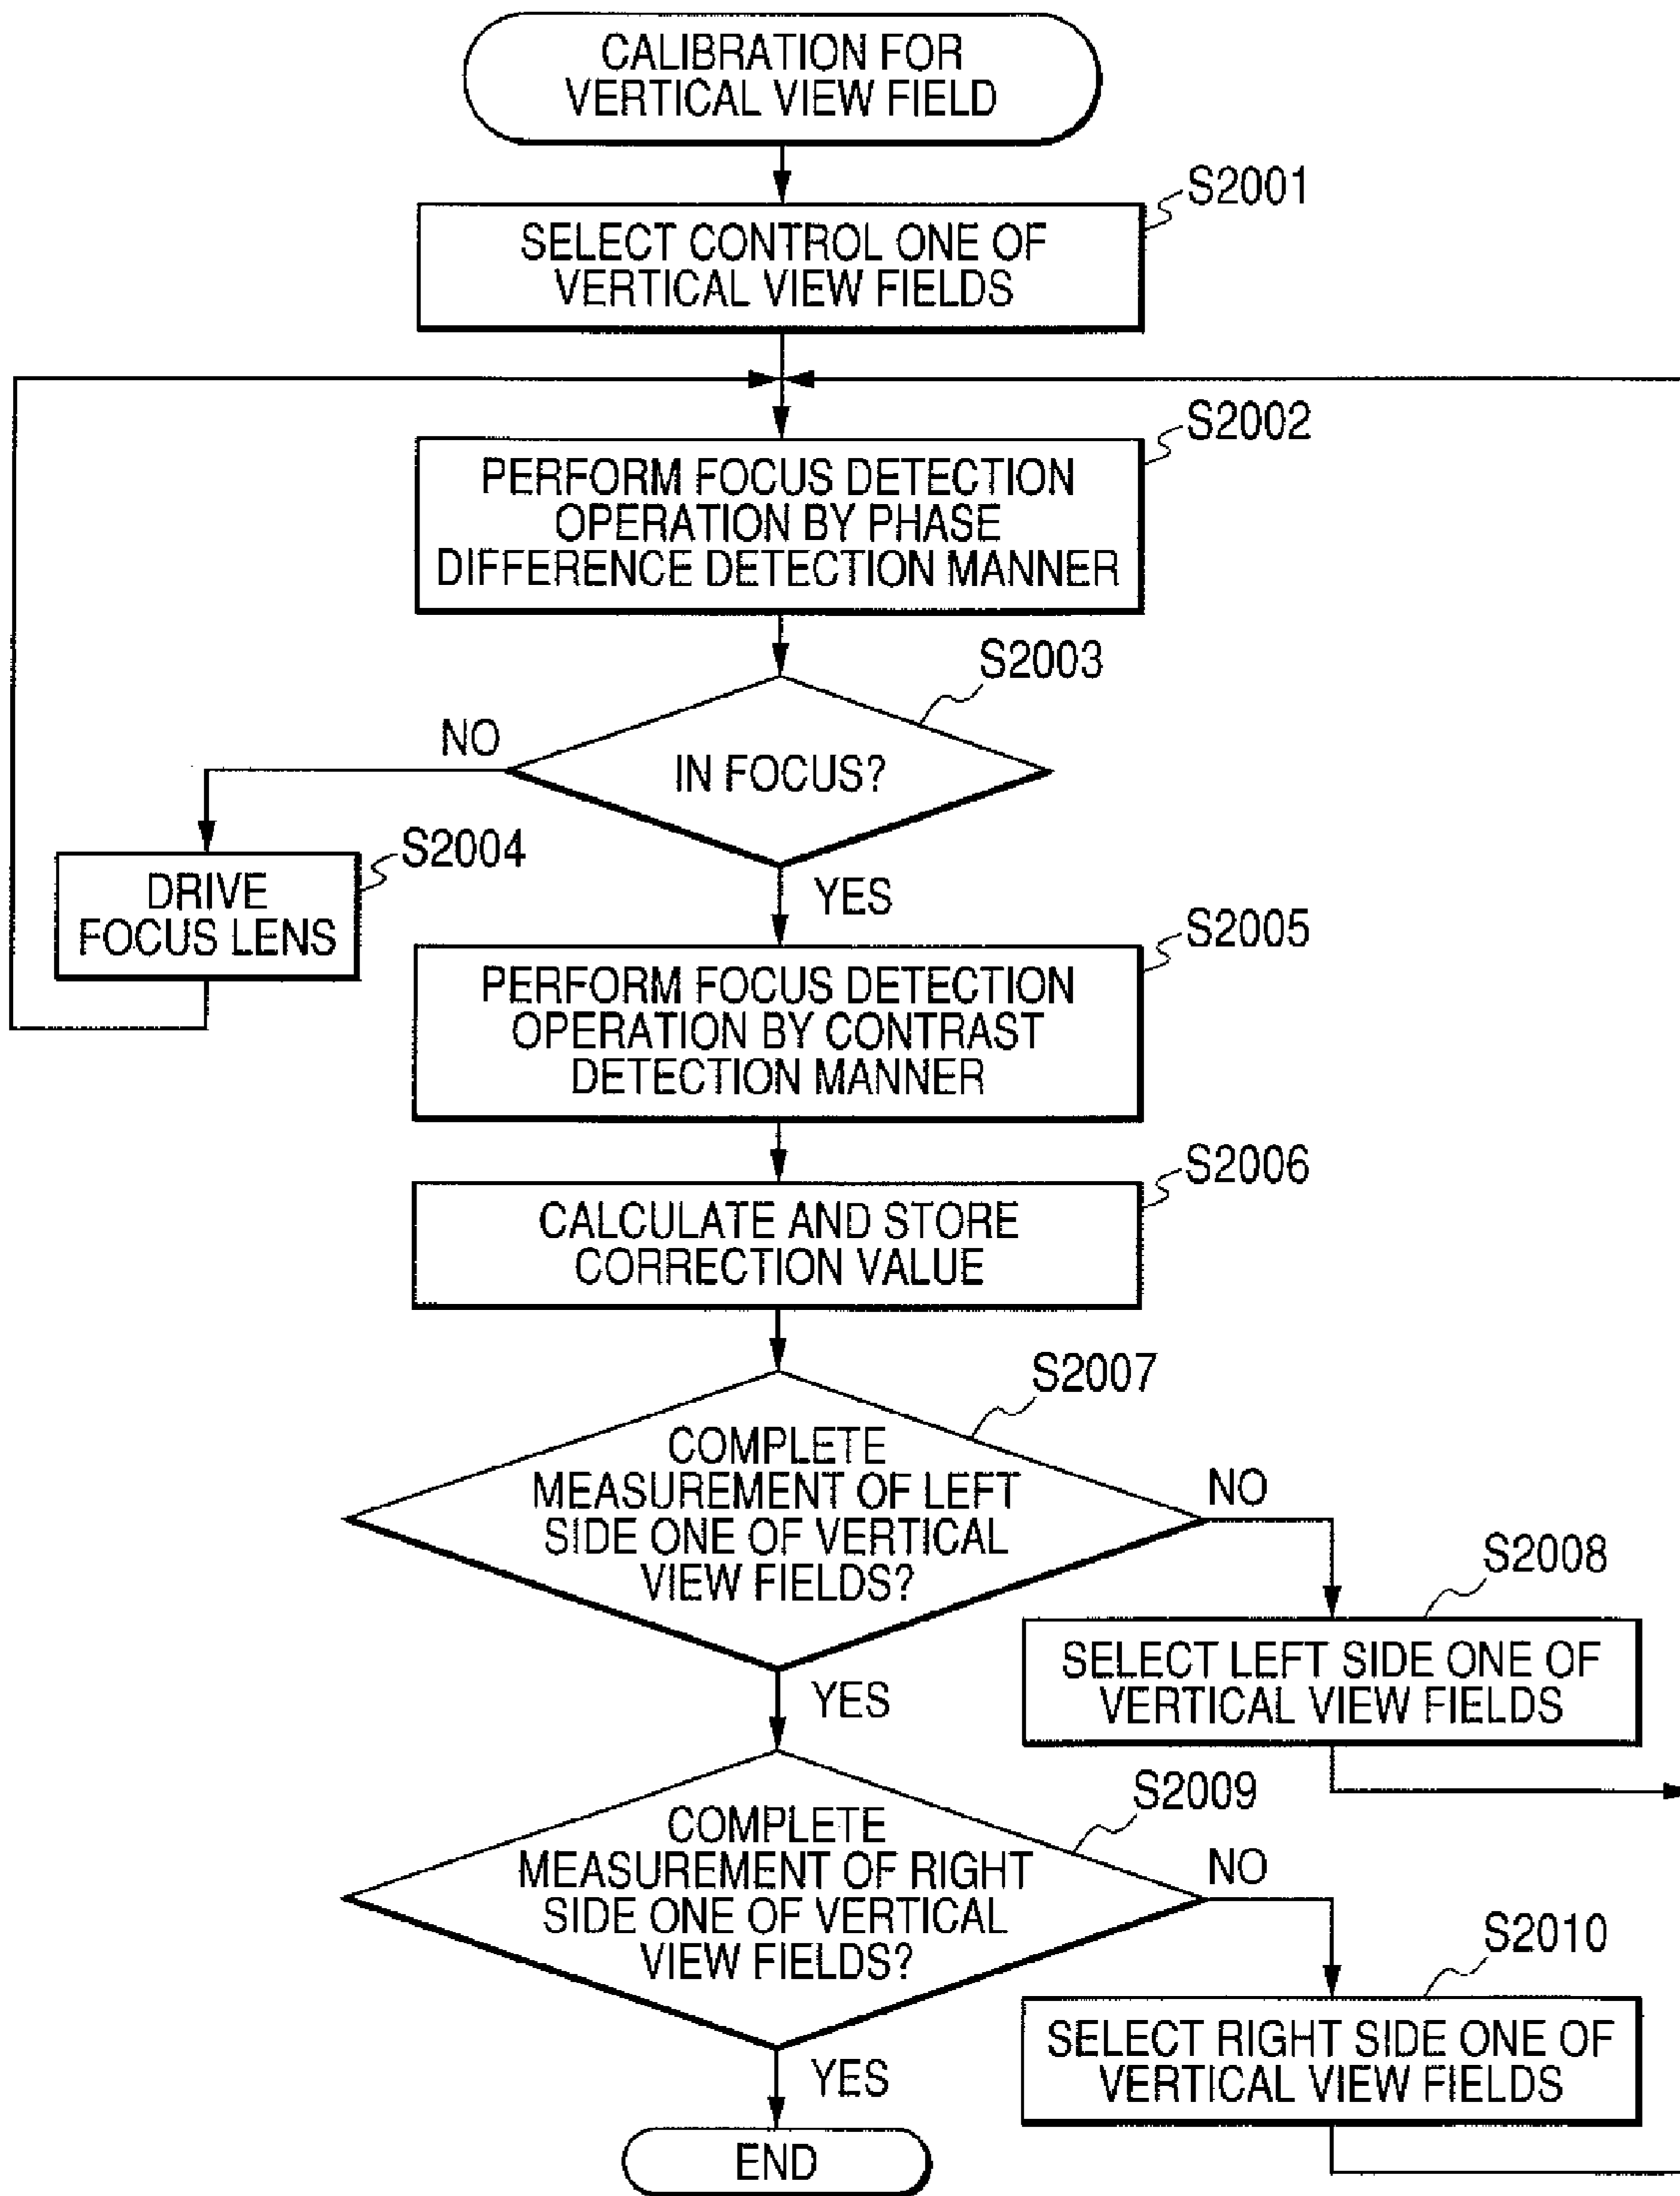 CALIBRATION FOR
VERTICAL VIEW FIELD
S2001
SELECT CONTROL ONE OF
VERTICAL VIEW FIELDS
S2002
PERFORM FOCUS DETECTION
OPERATION BY PHASE
DIFFERENCE DETECTION MANNER
S2003
IN FOCUS?
NO
S2004
DRIVE
FOCUS LENS
YES
S2005
PERFORM FOCUS DETECTION
OPERATION BY CONTRAST
DETECTION MANNER
S2006
CALCULATE AND STORE
CORRECTION VALUE
S2007
COMPLETE
MEASUREMENT OF LEFT
SIDE ONE OF VERTICAL
VIEW FIELDS?
NO
S2008
SELECT LEFT SIDE ONE OF
VERTICAL VIEW FIELDS
YES
S2009
COMPLETE
MEASUREMENT OF RIGHT
SIDE ONE OF VERTICAL
VIEW FIELDS?
NO
S2010
SELECT RIGHT SIDE ONE OF
VERTICAL VIEW FIELDS
YES
END